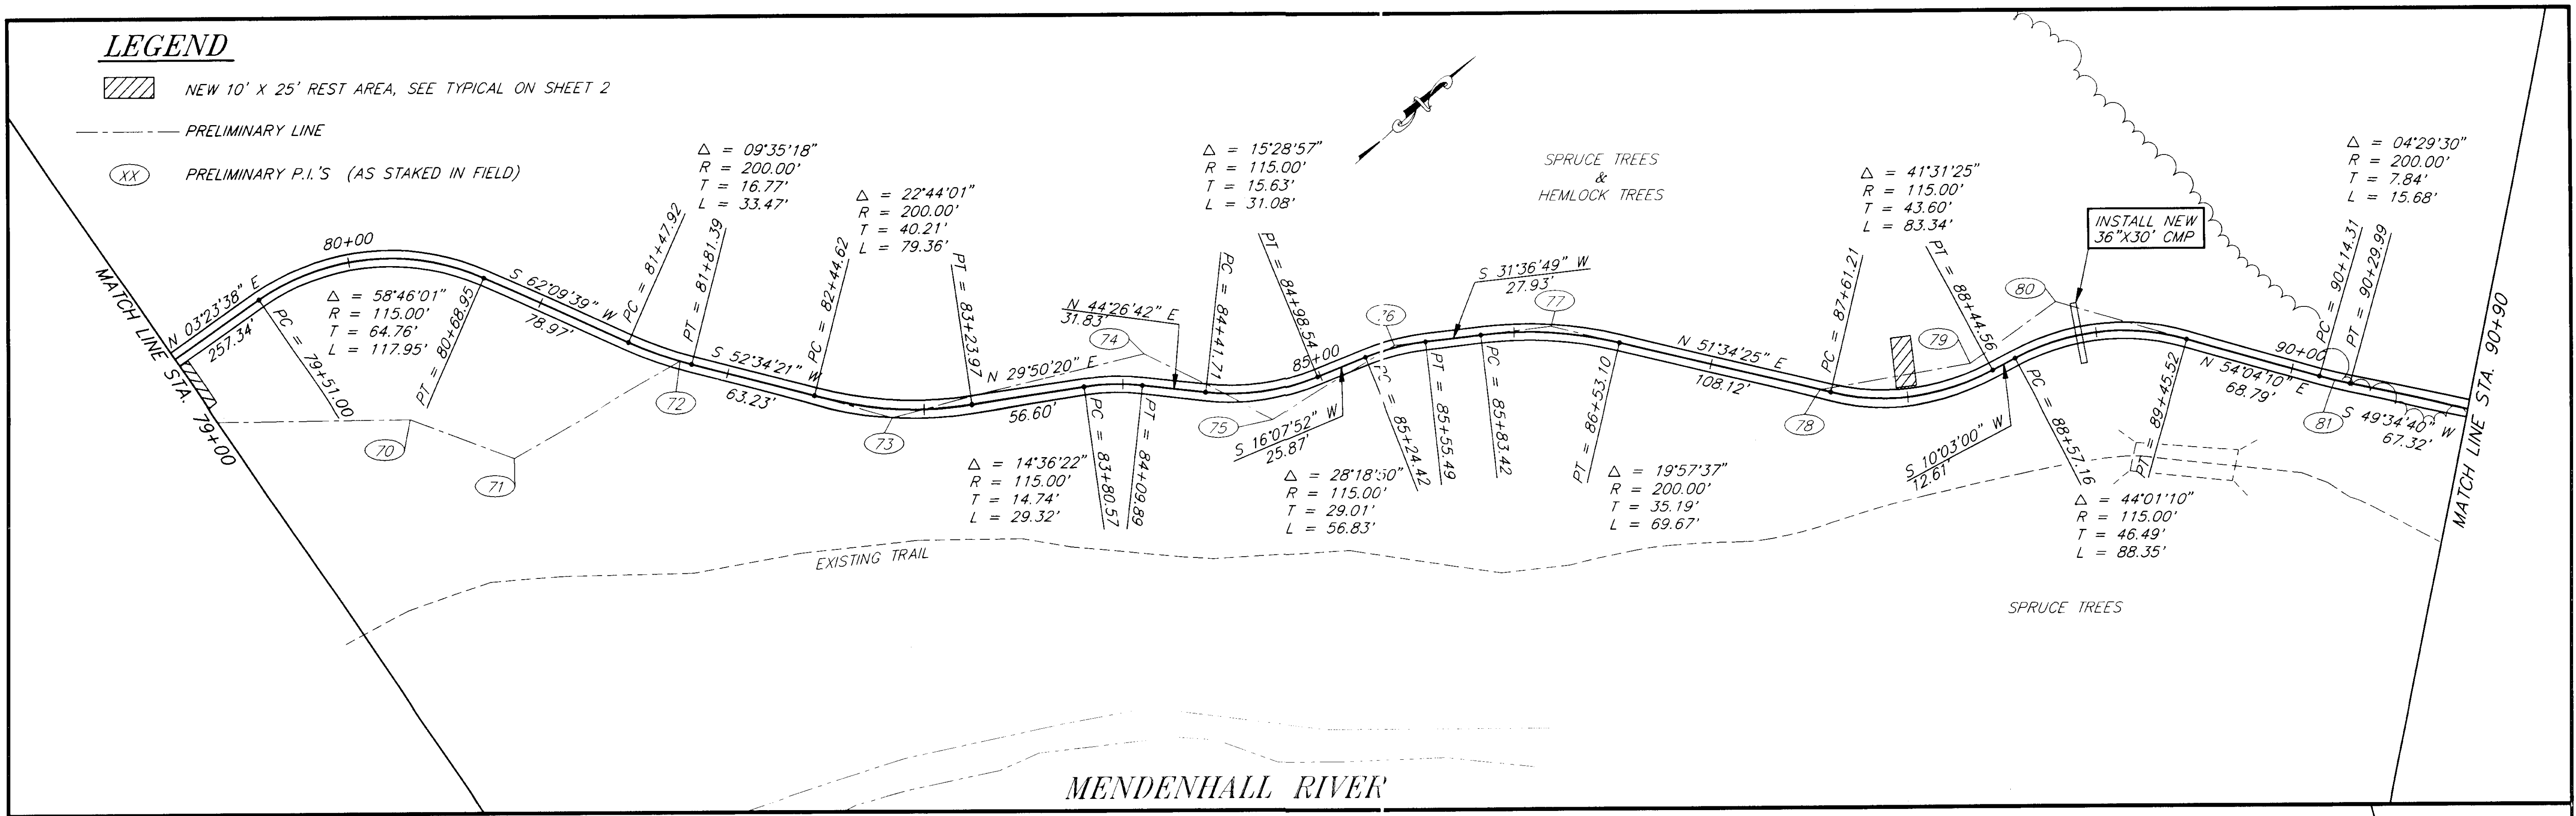 LEGEND
NEW 10' X 25' REST AREA, SEE TYPICAL ON SHEET 2
PRELIMINARY LINE
XX PRELIMINARY P.I.'S (AS STAKED IN FIELD)
MATCH LINE STA. 79+00
N 03°23'38" E
257.34'
80+00
PC = 79+51.00
Δ = 58°46'01"
R = 115.00'
T = 64.76'
L = 117.95'
PT = 80+68.95
S 62°09'39" W
78.97'
PC = 81+47.92
PT = 81+81.39
Δ = 09°35'18"
R = 200.00'
T = 16.77'
L = 33.47'
S 52°34'21" W
63.23'
PC = 82+44.62
Δ = 22°44'01"
R = 200.00'
T = 40.21'
L = 79.36'
PT = 83+23.97
N 29°50'20" E
56.60'
PC = 83+80.57
PT = 84+09.89
Δ = 14°36'22"
R = 115.00'
T = 14.74'
L = 29.32'
N 44°26'42" E
31.83'
PC = 84+41.71
Δ = 15°28'57"
R = 115.00'
T = 15.63'
L = 31.08'
PT = 84+98.54
85+00
S 16°07'52" W
25.87'
Δ = 28°18'50"
R = 115.00'
T = 29.01'
L = 56.83'
PC = 85+24.42
PT = 85+55.49
S 31°36'49" W
27.93'
PC = 85+83.42
PT = 86+53.10
Δ = 19°57'37"
R = 200.00'
T = 35.19'
L = 69.67'
SPRUCE TREES
&
HEMLOCK TREES
N 51°34'25" E
108.12'
PC = 87+61.21
Δ = 41°31'25"
R = 115.00'
T = 43.60'
L = 83.34'
PT = 88+44.56
S 10°03'00" W
12.61'
PC = 88+57.16
INSTALL NEW
36"X30' CMP
Δ = 44°01'10"
R = 115.00'
T = 46.49'
L = 88.35'
PT = 89+45.52
N 54°04'10" E
68.79'
90+00
PC = 90+14.31
PT = 90+29.99
Δ = 04°29'30"
R = 200.00'
T = 7.84'
L = 15.68'
S 49°34'40" W
67.32'
MATCH LINE STA. 90+90
70
71
72
73
74
75
77
78
79
80
81
EXISTING TRAIL
SPRUCE TREES
MENDENHALL RIVER